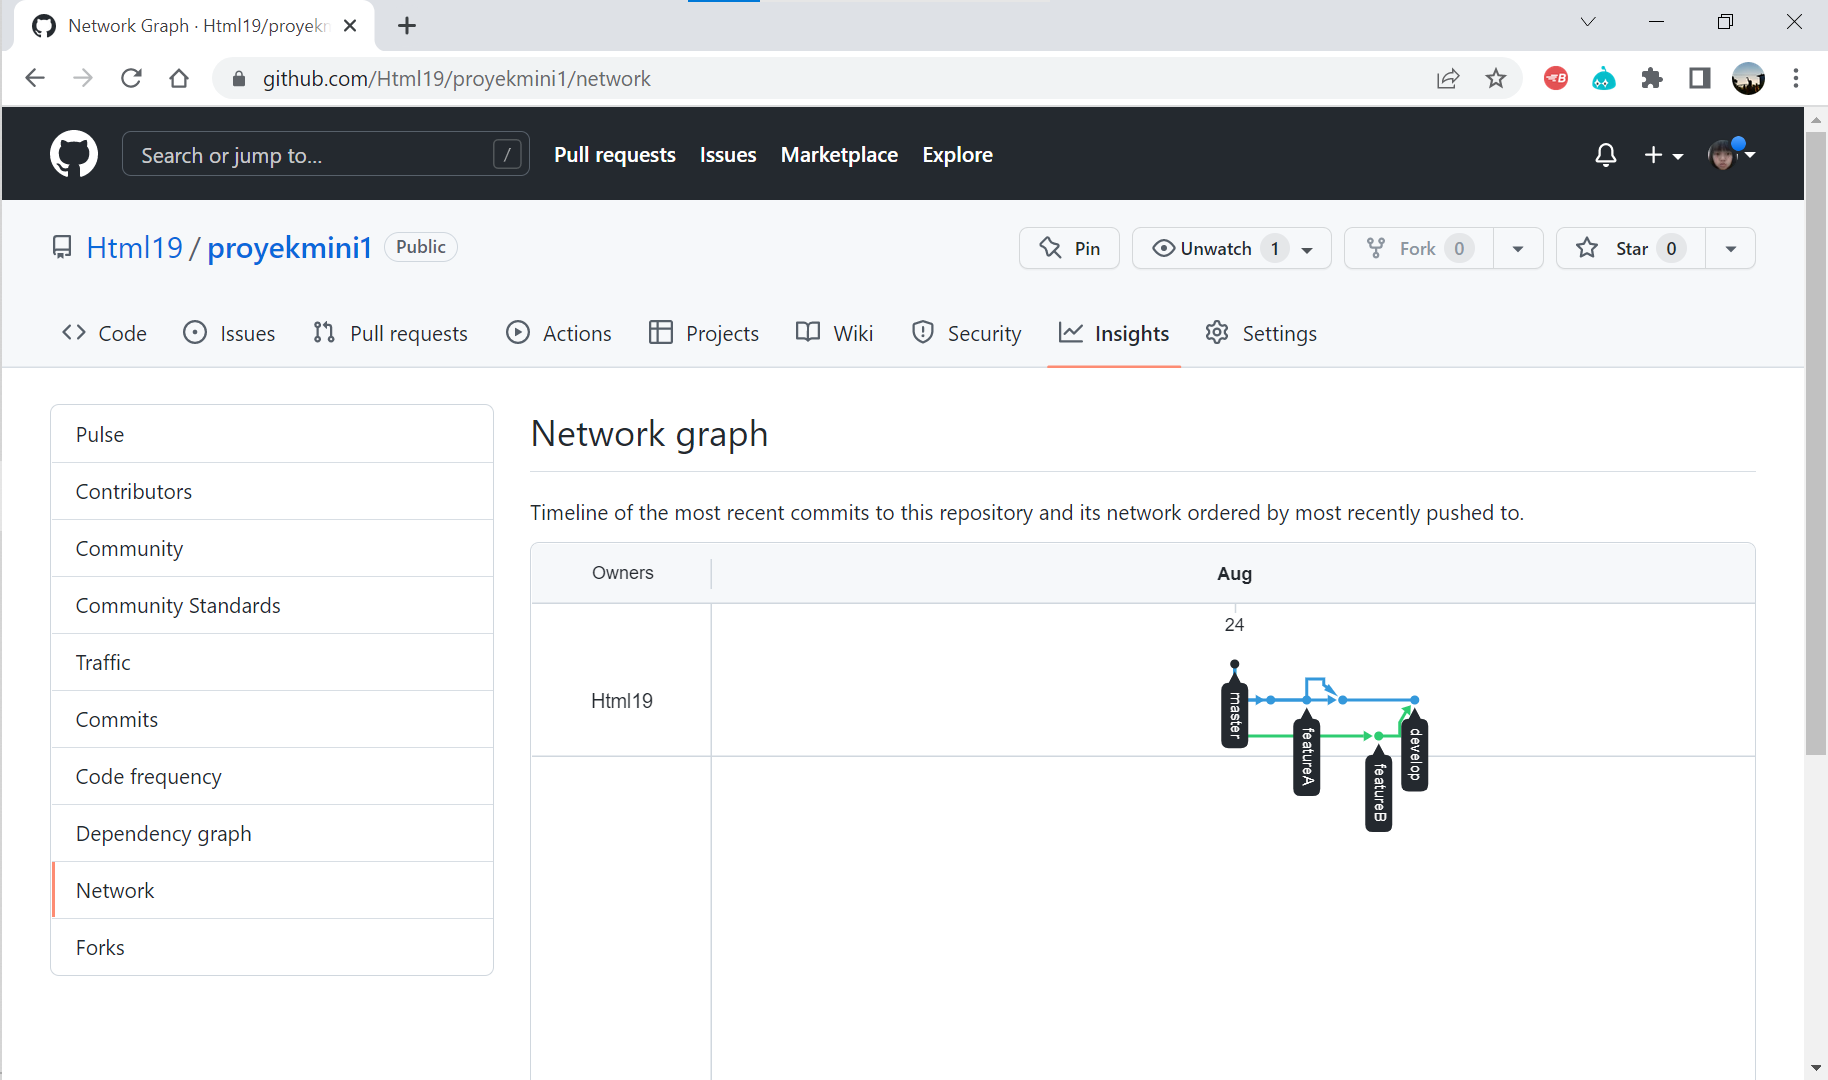 Network Graph · Html19/proyekn
github.com/Html19/proyekmini1/network
Search or jump to... /
Pull requests Issues Marketplace Explore
Html19 / proyekmini1 Public
Pin
Unwatch 1
Fork 0
Star 0
Code Issues Pull requests Actions Projects Wiki Security Insights Settings
Pulse
Contributors
Community
Community Standards
Traffic
Commits
Code frequency
Dependency graph
Network
Forks
Network graph
Timeline of the most recent commits to this repository and its network ordered by most recently pushed to.
Owners Aug
24
Html19
master
featureA
featureB
develop